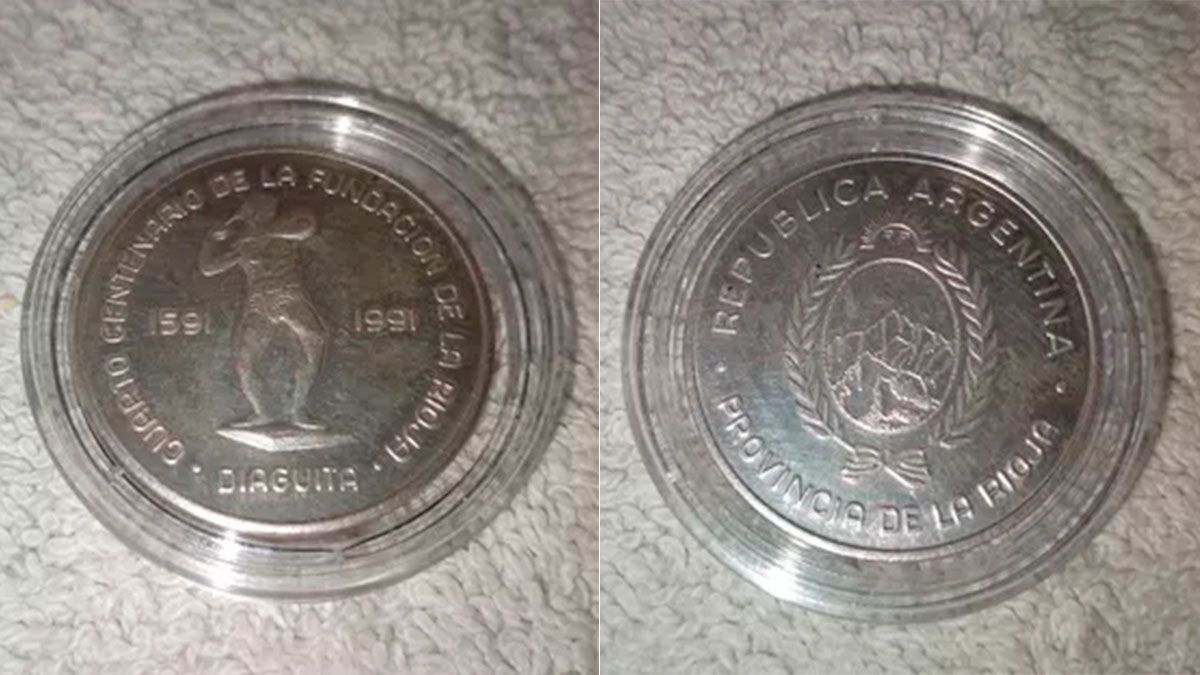 CUARTO CENTENARIO DE LA FUNDACION DE LA RIOJA
1591 1991
· DIAGUITA ·
REPUBLICA ARGENTINA
· PROVINCIA DE LA RIOJA ·